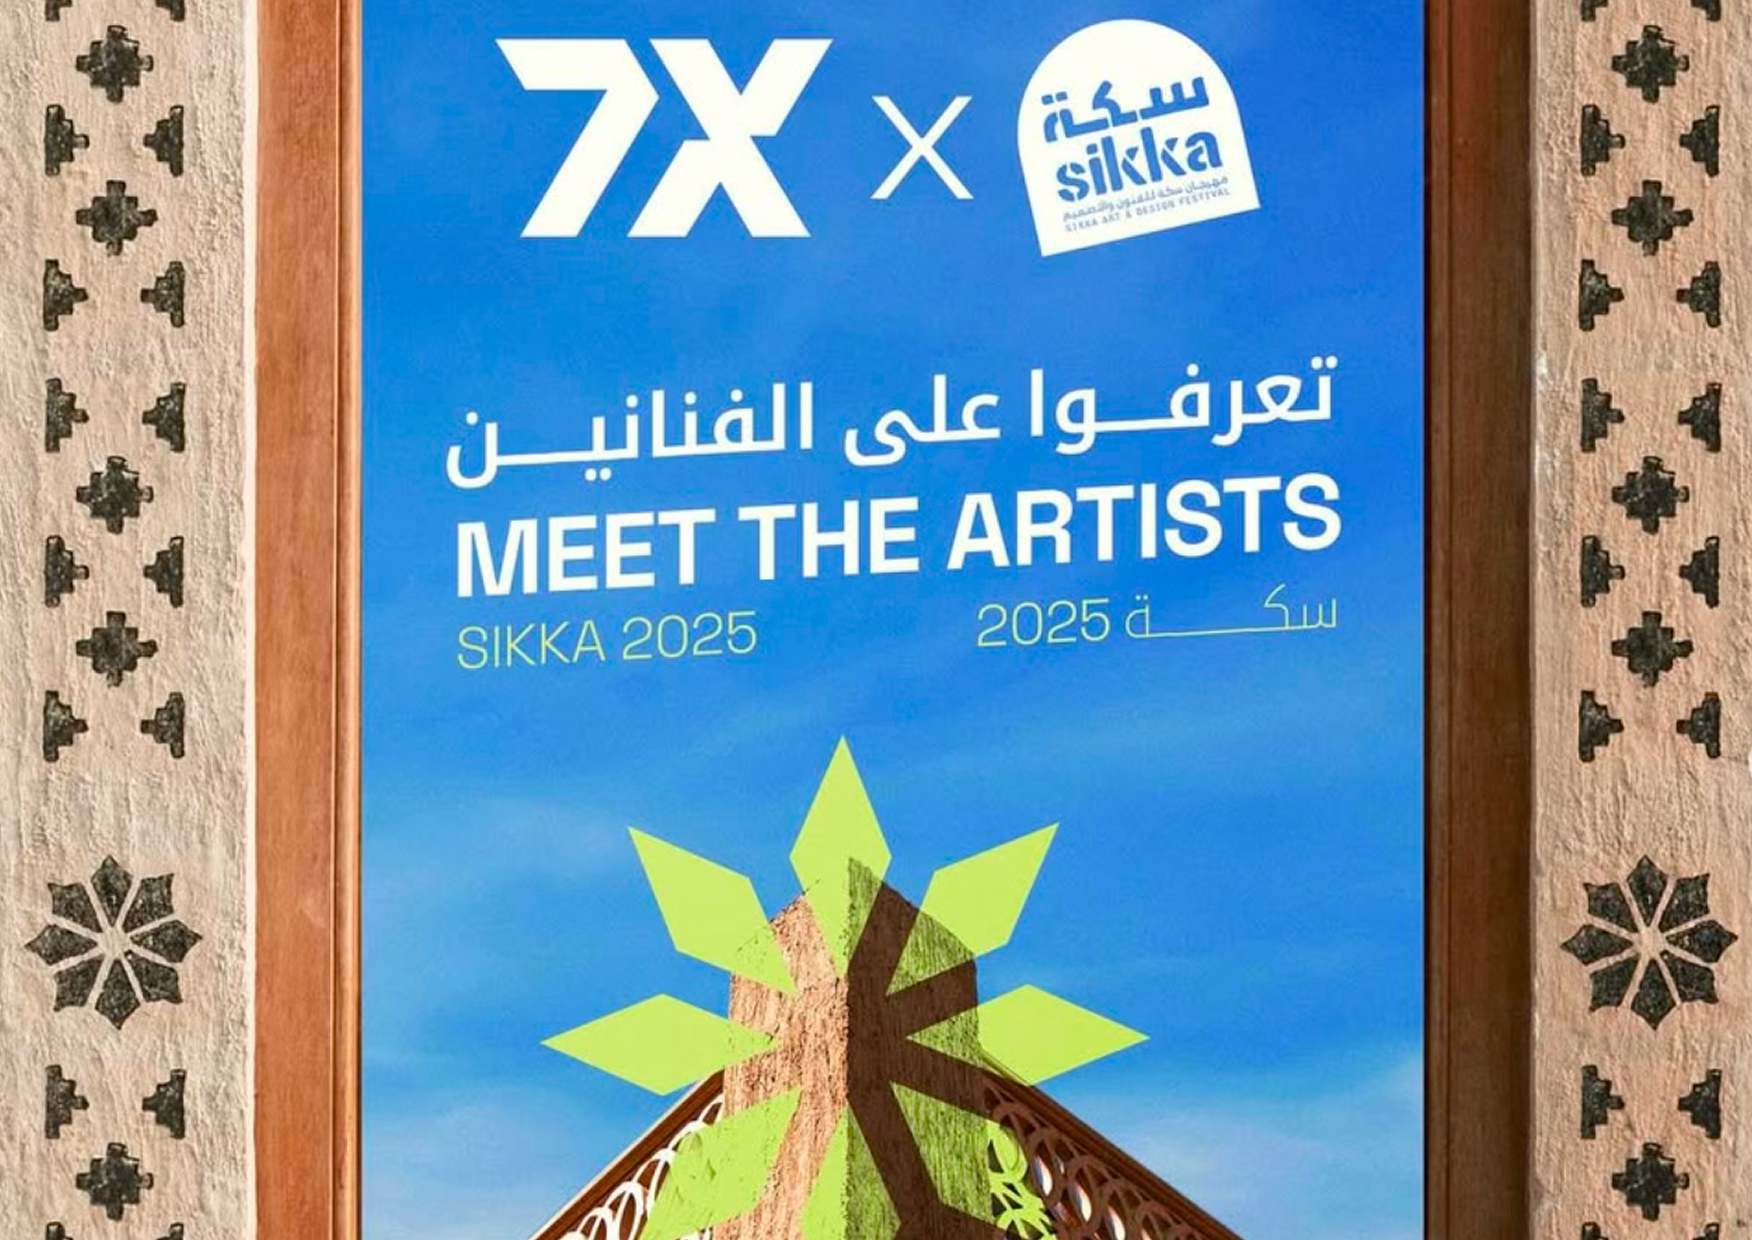 7X × سكة
sikka
مهرجان سكة للفنون والتصميم
SIKKA ART & DESIGN FESTIVAL
تعرفــوا على الفنانيــن
MEET THE ARTISTS
SIKKA 2025 سكــــة 2025